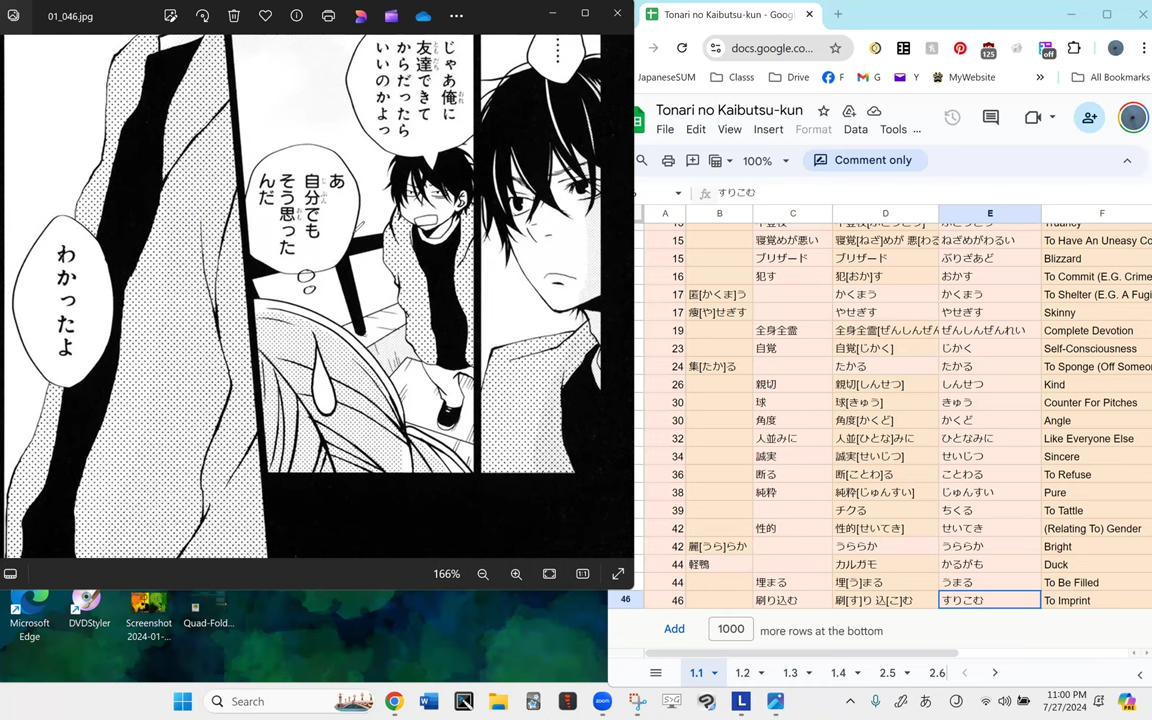 01_046.jpg
……
じゃあ俺に
友達できて
からだったら
いいのかよっ
あ
自分でも
そう思った
んだ
わかったよ
166%
1:1
Microsoft
Edge
DVDStyler
Screenshot
2024-01-...
Quad-Fold...
Tonari no Kaibutsu-kun - Goog
docs.google.co...
125
off
JapaneseSUM
Classs
Drive
F
G
Y
MyWebsite
All Bookmarks
Tonari no Kaibutsu-kun
File Edit View Insert Format Data Tools ...
100%
Comment only
fx すりこむ
A B C D E F
15 寝覚めが悪い 寝覚[ねざ]めが 悪[わる ねざめがわるい To Have An Uneasy Co
15 ブリザード ブリザード ぶりざあど Blizzard
16 犯す 犯[おか]す おかす To Commit (E.G. Crime
17 匿[かくま]う かくまう かくまう To Shelter (E.G. A Fugi
17 痩[や]せぎす やせぎす やせぎす Skinny
19 全身全霊 全身全霊[ぜんしんぜん ぜんしんぜんれい Complete Devotion
23 自覚 自覚[じかく] じかく Self-Consciousness
24 集[たか]る たかる たかる To Sponge (Off Someo
26 親切 親切[しんせつ] しんせつ Kind
30 球 球[きゅう] きゅう Counter For Pitches
30 角度 角度[かくど] かくど Angle
32 人並みに 人並[ひとな]みに ひとなみに Like Everyone Else
34 誠実 誠実[せいじつ] せいじつ Sincere
36 断る 断[ことわ]る ことわる To Refuse
38 純粋 純粋[じゅんすい] じゅんすい Pure
39 チクる ちくる To Tattle
42 性的 性的[せいてき] せいてき (Relating To) Gender
42 麗[うら]らか うららか うららか Bright
44 軽鴨 カルガモ かるがも Duck
44 埋まる 埋[う]まる うまる To Be Filled
46 46 刷り込む 刷[す]り 込[こ]む すりこむ To Imprint
Add 1000 more rows at the bottom
1.1 1.2 1.3 1.4 2.5 2.6
Search
あ
11:00 PM
7/27/2024